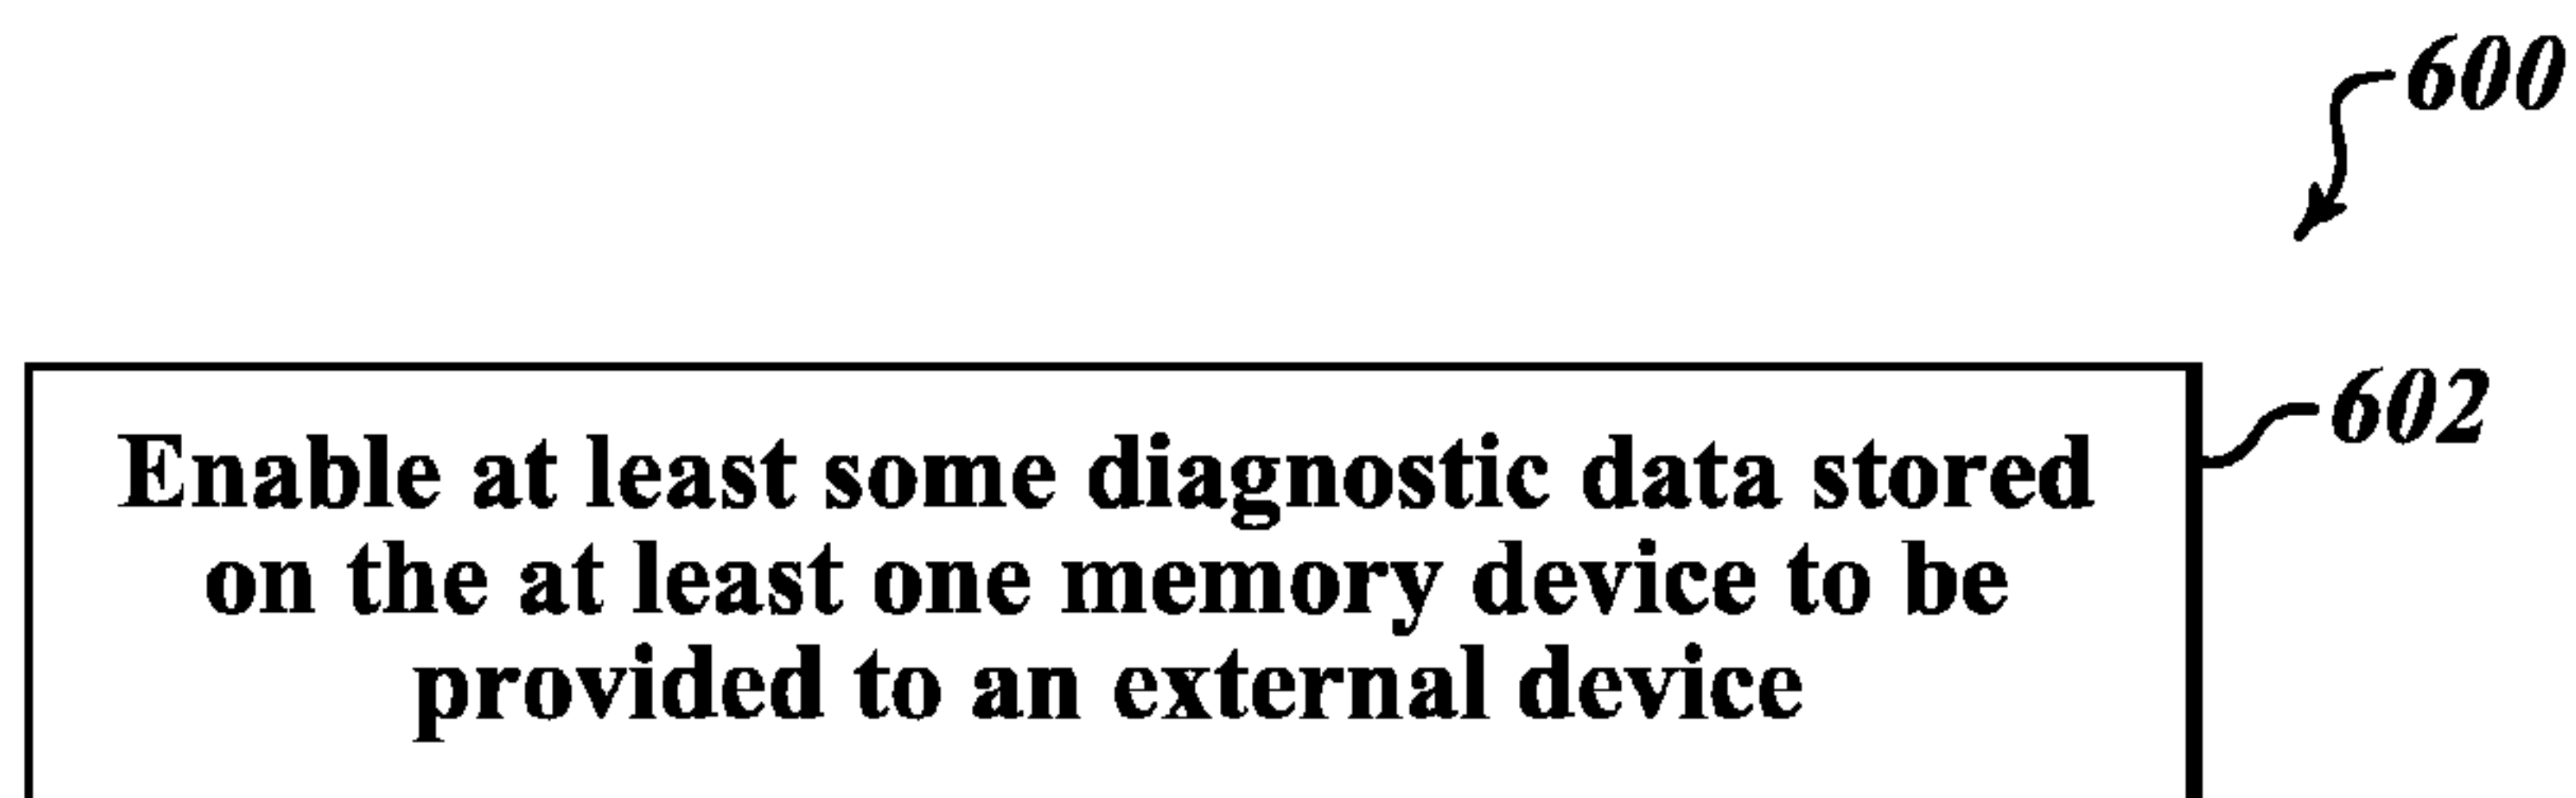 600
602
Enable at least some diagnostic data stored
on the at least one memory device to be
provided to an external device